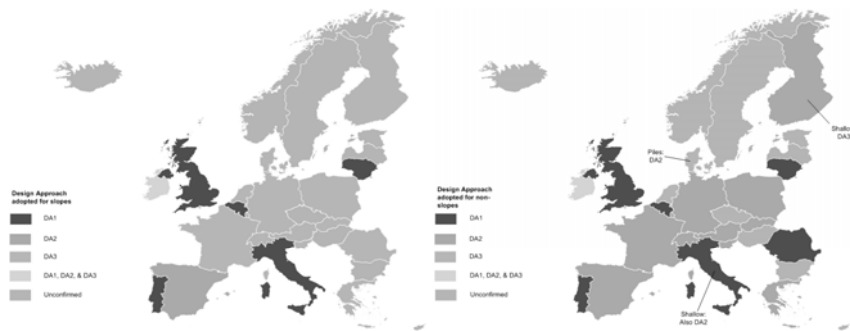 Design Approach
adopted for slopes
DA1
DA2
DA3
DA1, DA2, & DA3
Unconfirmed
Shallow
DA3
Piles:
DA2
Design Approach
adopted for non-
slopes
DA1
DA2
DA3
DA1, DA2, & DA3
Unconfirmed
Shallow:
Also DA2